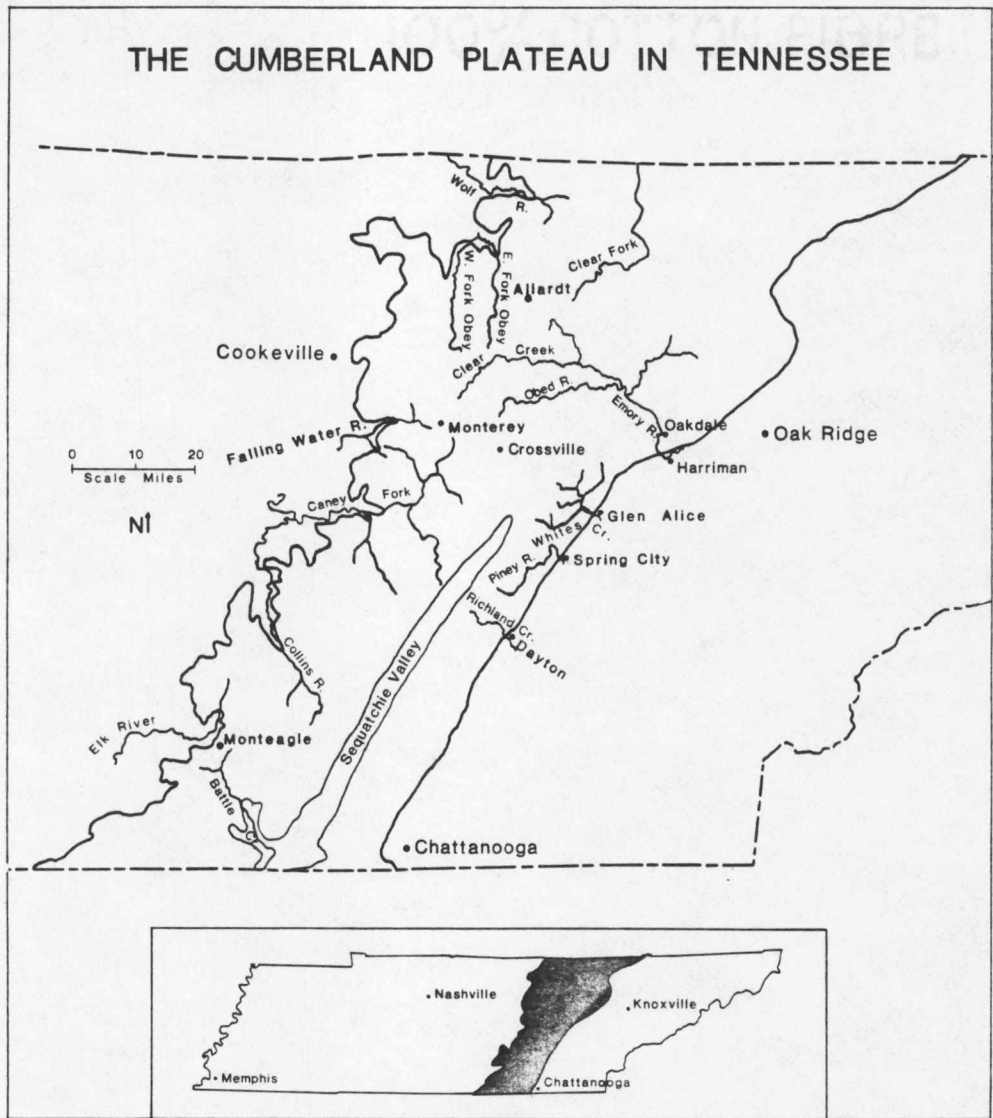 THE CUMBERLAND PLATEAU IN TENNESSEE
Wolf R.
Clear Fork
W. Fork Obey
E. Fork Obey
Allardt
Cookeville
Clear Creek
Obed R.
Emory R.
Oakdale
Falling Water R.
Monterey
Oak Ridge
Crossville
Harriman
0 10 20
Scale Miles
Caney Fork
N
Glen Alice
Whites Cr.
Piney R.
Spring City
Richland Cr.
Dayton
Collins R.
Sequatchie Valley
Elk River
Monteagle
Battle C.
Chattanooga
Nashville
Knoxville
Memphis
Chattanooga